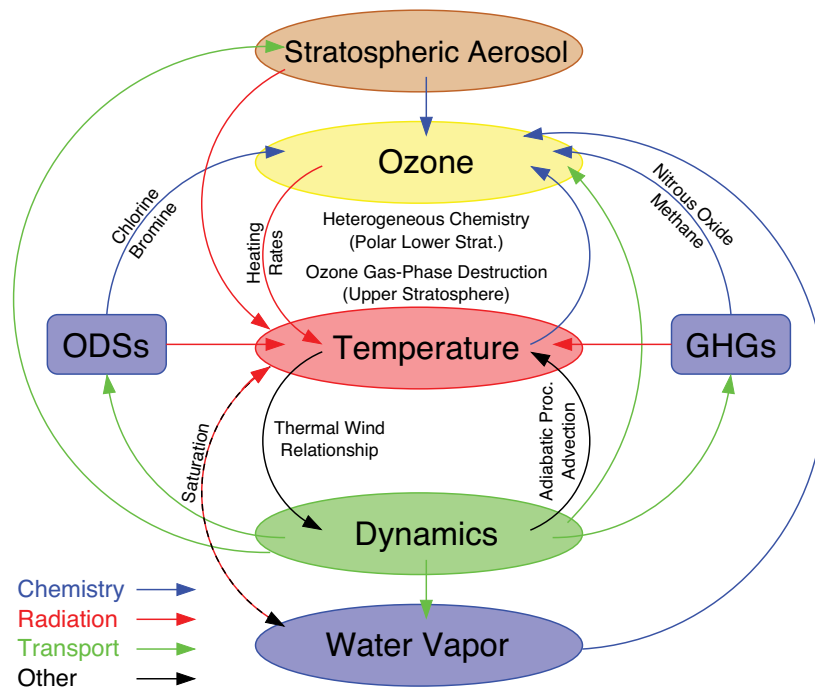 Stratospheric Aerosol
Ozone
Chlorine
Bromine
Nitrous Oxide
Methane
Heating
Rates
Heterogeneous Chemistry
(Polar Lower Strat.)
Ozone Gas-Phase Destruction
(Upper Stratosphere)
ODSs
Temperature
GHGs
Saturation
Thermal Wind
Relationship
Adiabatic Proc.
Advection
Dynamics
Water Vapor
Chemistry
Radiation
Transport
Other